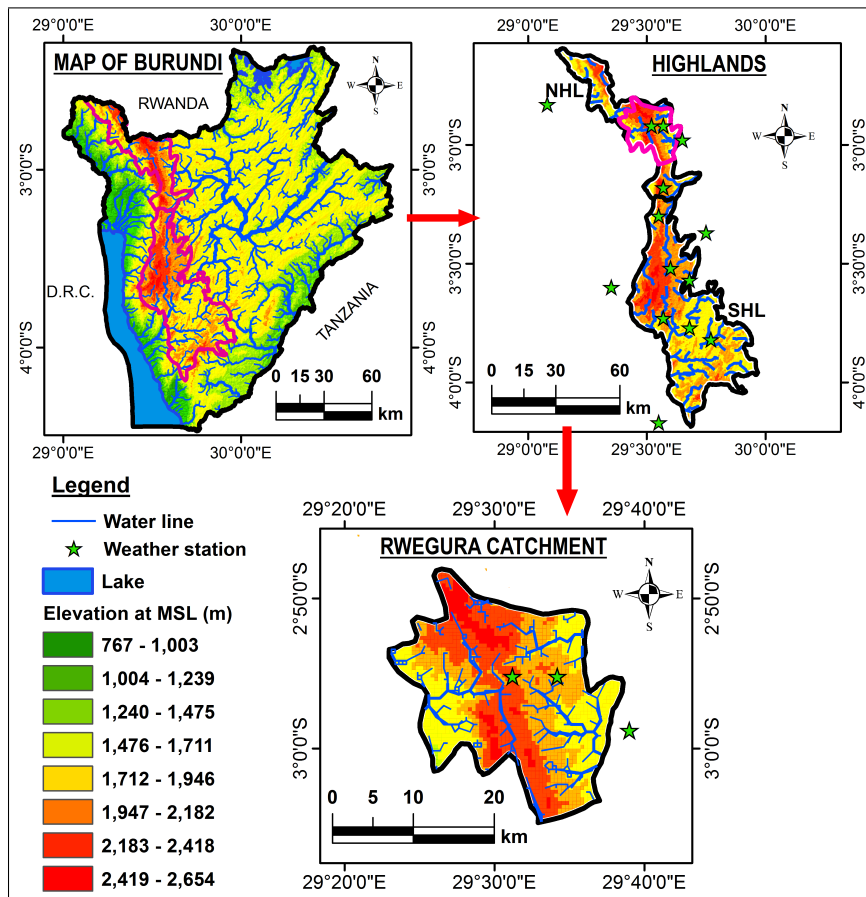 29°0'0"E 30°0'0"E
MAP OF BURUNDI
N
W E
S
RWANDA
3°0'0"S
3°0'0"S
D.R.C.
TANZANIA
4°0'0"S
4°0'0"S
0 15 30 60
km
29°0'0"E 30°0'0"E
29°0'0"E 29°30'0"E 30°0'0"E
HIGHLANDS
NHL
N
W E
S
3°0'0"S
3°0'0"S
3°30'0"S
3°30'0"S
SHL
4°0'0"S
4°0'0"S
0 15 30 60
km
29°0'0"E 29°30'0"E 30°0'0"E
Legend
Water line
Weather station
Lake
Elevation at MSL (m)
767 - 1,003
1,004 - 1,239
1,240 - 1,475
1,476 - 1,711
1,712 - 1,946
1,947 - 2,182
2,183 - 2,418
2,419 - 2,654
29°20'0"E 29°30'0"E 29°40'0"E
RWEGURA CATCHMENT
N
W E
S
2°50'0"S
2°50'0"S
3°0'0"S
3°0'0"S
0 5 10 20
km
29°20'0"E 29°30'0"E 29°40'0"E